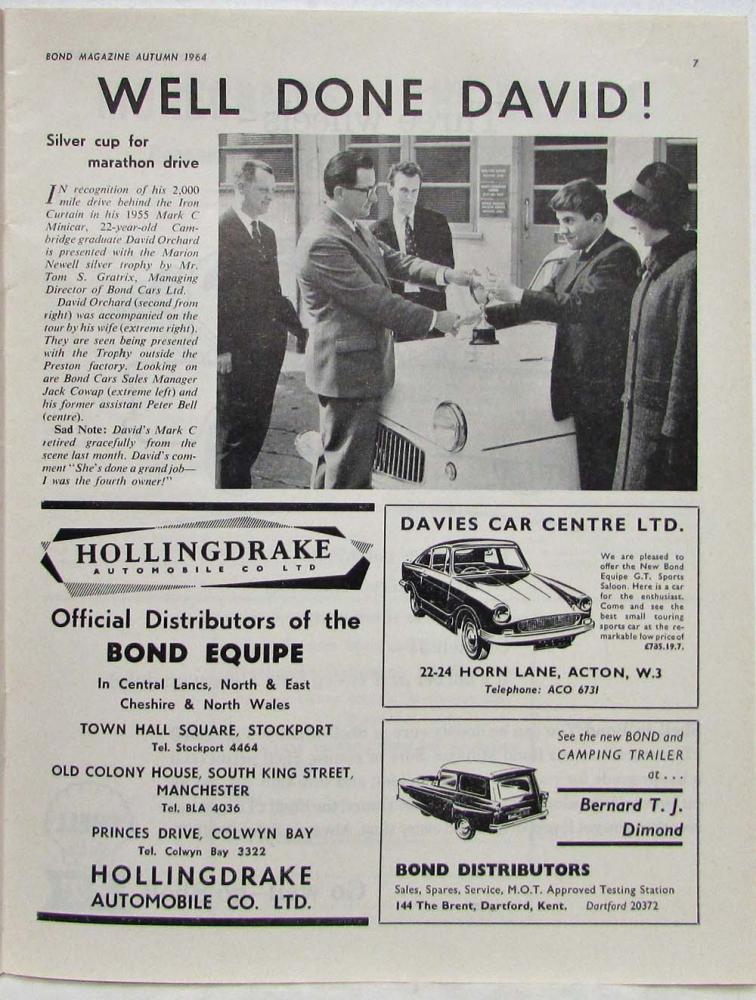 BOND MAGAZINE AUTUMN 1964
7
WELL DONE DAVID!
Silver cup for
marathon drive
IN recognition of his 2,000
mile drive behind the Iron
Curtain in his 1955 Mark C
Minicar, 22-year-old Cam-
bridge graduate David Orchard
is presented with the Marion
Newell silver trophy by Mr.
Tom S. Gratrix, Managing
Director of Bond Cars Ltd.
David Orchard (second from
right) was accompanied on the
tour by his wife (extreme right).
They are seen being presented
with the Trophy outside the
Preston factory. Looking on
are Bond Cars Sales Manager
Jack Cowap (extreme left) and
his former assistant Peter Bell
(centre).
Sad Note: David's Mark C
retired gracefully from the
scene last month. David's com-
ment "She's done a grand job—
I was the fourth owner!"
HOLLINGDRAKE
AUTOMOBILE CO LTD
Official Distributors of the
BOND EQUIPE
In Central Lancs, North & East
Cheshire & North Wales
TOWN HALL SQUARE, STOCKPORT
Tel. Stockport 4464
OLD COLONY HOUSE, SOUTH KING STREET,
MANCHESTER
Tel. BLA 4036
PRINCES DRIVE, COLWYN BAY
Tel. Colwyn Bay 3322
HOLLINGDRAKE
AUTOMOBILE CO. LTD.
DAVIES CAR CENTRE LTD.
We are pleased to
offer the New Bond
Equipe G.T. Sports
Saloon. Here is a car
for the enthusiast.
Come and see the
best small touring
sports car at the re-
markable low price of
£735.19.7.
22-24 HORN LANE, ACTON, W.3
Telephone: ACO 6731
See the new BOND and
CAMPING TRAILER
at . . .
Bernard T. J.
Dimond
BOND DISTRIBUTORS
Sales, Spares, Service, M.O.T. Approved Testing Station
144 The Brent, Dartford, Kent. Dartford 20372